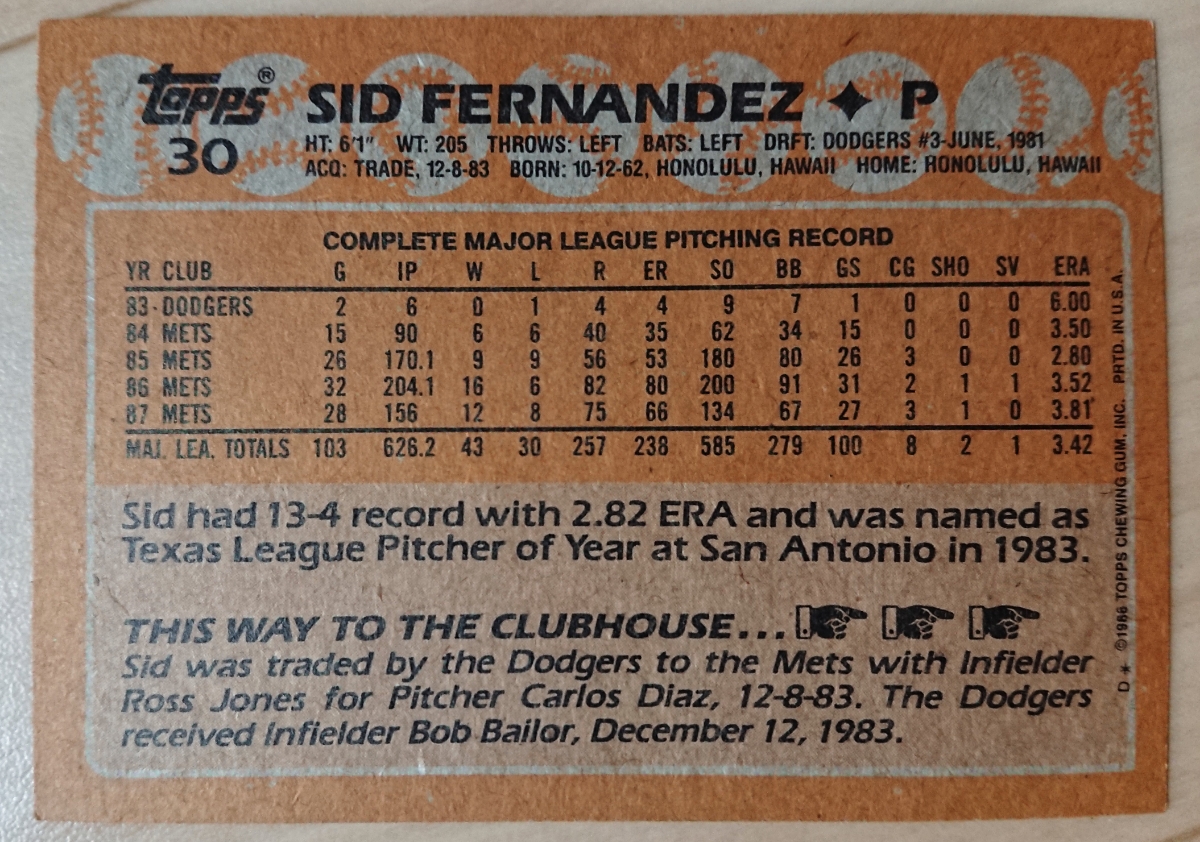 Topps® SID FERNANDEZ ✦ P
30
HT: 6'1" WT: 205 THROWS: LEFT BATS: LEFT DRFT: DODGERS #3-JUNE, 1981
ACQ: TRADE, 12-8-83 BORN: 10-12-62, HONOLULU, HAWAII HOME: HONOLULU, HAWAII
COMPLETE MAJOR LEAGUE PITCHING RECORD
YR CLUB G IP W L R ER SO BB GS CG SHO SV ERA
83 DODGERS 2 6 0 1 4 4 9 7 1 0 0 0 6.00
84 METS 15 90 6 6 40 35 62 34 15 0 0 0 3.50
85 METS 26 170.1 9 9 56 53 180 80 26 3 0 0 2.80
86 METS 32 204.1 16 6 82 80 200 91 31 2 1 1 3.52
87 METS 28 156 12 8 75 66 134 67 27 3 1 0 3.81
MAJ. LEA. TOTALS 103 626.2 43 30 257 238 585 279 100 8 2 1 3.42
Sid had 13-4 record with 2.82 ERA and was named as
Texas League Pitcher of Year at San Antonio in 1983.
THIS WAY TO THE CLUBHOUSE...
Sid was traded by the Dodgers to the Mets with Infielder
Ross Jones for Pitcher Carlos Diaz, 12-8-83. The Dodgers
received Infielder Bob Bailor, December 12, 1983.
D * ©1986 TOPPS CHEWING GUM, INC. PRTD. IN U.S.A.